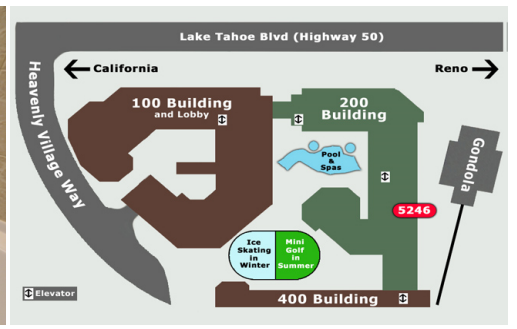 Lake Tahoe Blvd (Highway 50)
California
Reno
Heavenly Village Way
100 Building
and Lobby
200
Building
Pool
&
Spas
Gondola
5246
Ice
Skating
in
Winter
Mini
Golf
in
Summer
Elevator
400 Building